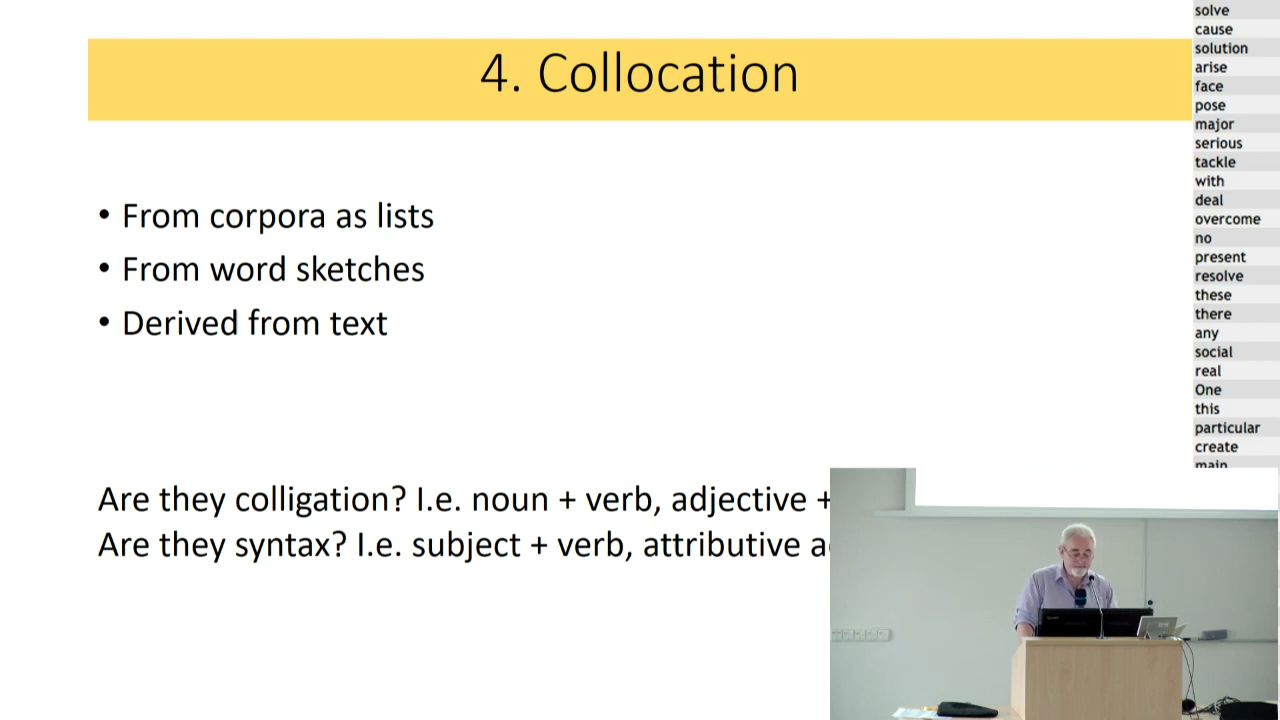 4. Collocation
• From corpora as lists
• From word sketches
• Derived from text
Are they colligation? I.e. noun + verb, adjective +
Are they syntax? I.e. subject + verb, attributive
solve
cause
solution
arise
face
pose
major
serious
tackle
with
deal
overcome
no
present
resolve
these
there
any
social
real
One
this
particular
create
main